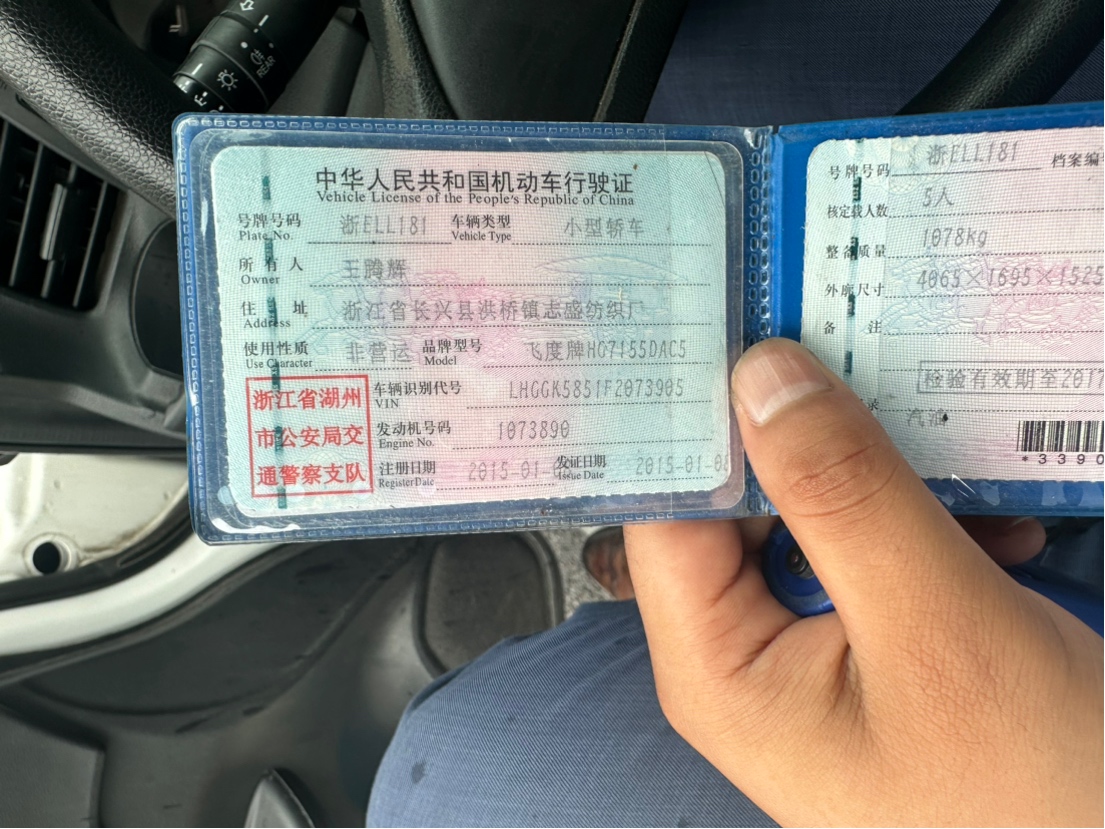 REAR
中华人民共和国机动车行驶证
Vehicle License of the People's Republic of China
号牌号码 浙ELL181 车辆类型 小型轿车
Plate No. Vehicle Type
所有人 王腾辉
Owner
住址 浙江省长兴县洪桥镇志盛纺织厂
Address
使用性质 非营运 品牌型号 飞度牌HG7155DAC5
Use Character Model
浙江省湖州
市公安局交
通警察支队
车辆识别代号 LHGGK5851F2073905
VIN
发动机号码 1073890
Engine No.
注册日期 2015-01- 发证日期 2015-01-08
Register Date Issue Date
号牌号码 浙ELL181 档案编
核定载人数 5人
整备质量 1078kg
外廓尺寸 4065×1695×1525
备注
检验有效期至2017
录 汽油
*3390